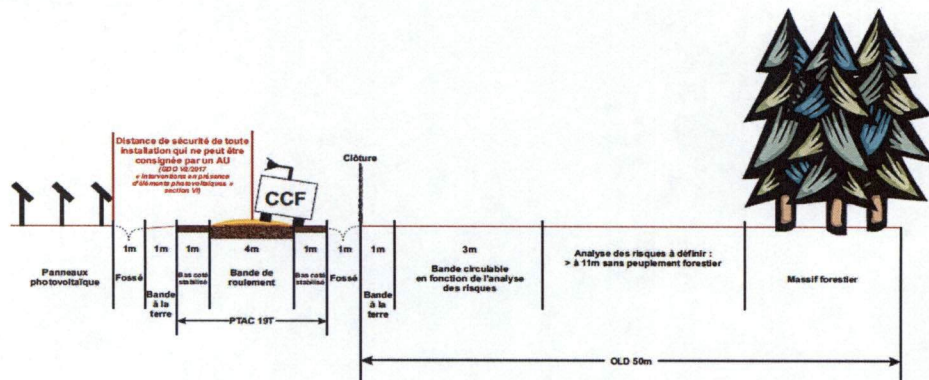 Distance de sécurité de toute
installation qui ne peut être
consignée par un AU
(GDO V2/2017
« Interventions en présence
d'éléments photovoltaïques »
section VI)
Clôture
CCF
1m
1m
1m
4m
1m
1m
1m
3m
Analyse des risques à définir :
> à 11m sans peuplement forestier
Panneaux
photovoltaïque
Fossé
Bande
à la
terre
Bas coté
stabilisé
Bande de
roulement
Bas coté
stabilisé
Fossé
Bande
à la
terre
Bande circulable
en fonction de l'analyse
des risques
Massif forestier
PTAC 19T
OLD 50m